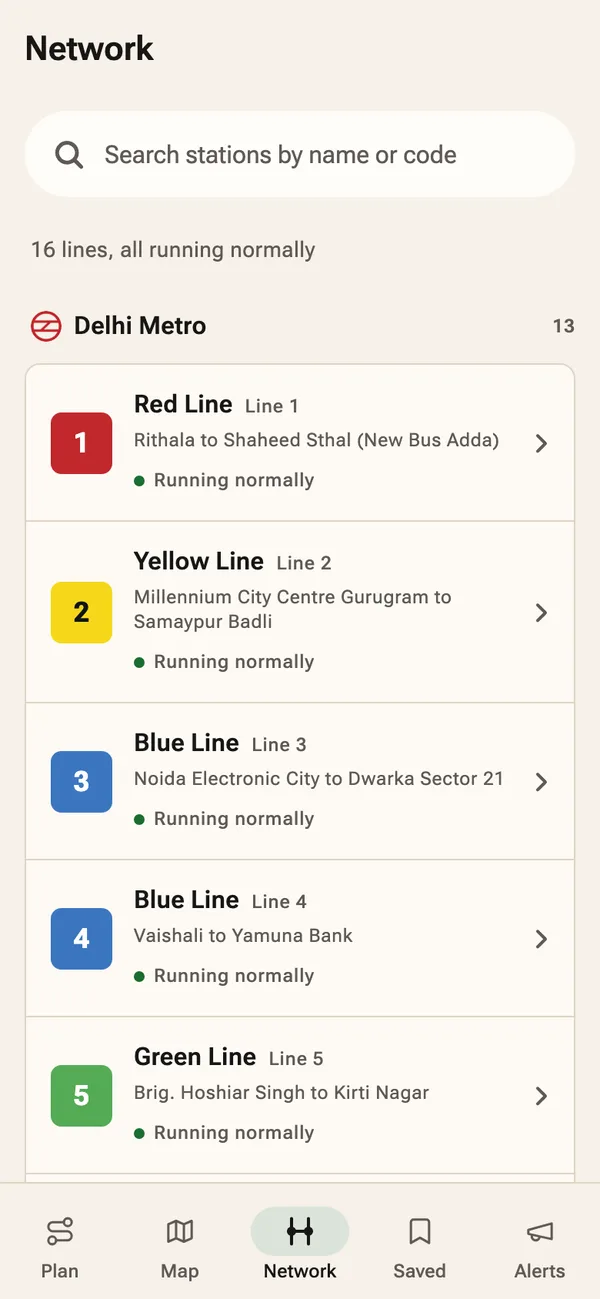 Network
Search stations by name or code
16 lines, all running normally
Delhi Metro 13
1
Red Line Line 1
Rithala to Shaheed Sthal (New Bus Adda)
Running normally
2
Yellow Line Line 2
Millennium City Centre Gurugram to
Samaypur Badli
Running normally
3
Blue Line Line 3
Noida Electronic City to Dwarka Sector 21
Running normally
4
Blue Line Line 4
Vaishali to Yamuna Bank
Running normally
5
Green Line Line 5
Brig. Hoshiar Singh to Kirti Nagar
Running normally
Plan Map Network Saved Alerts